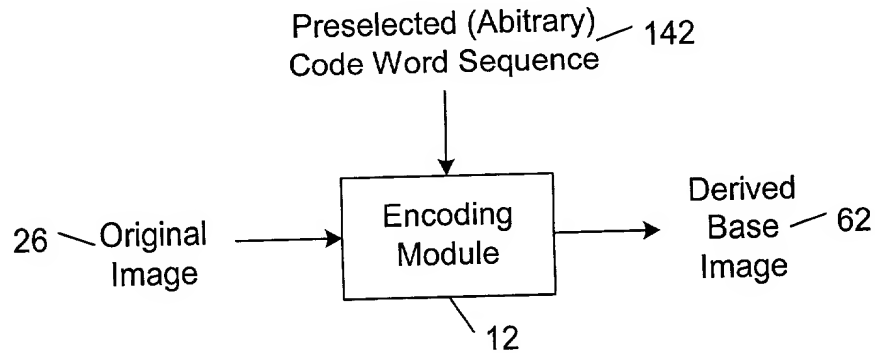 Preselected (Abitrary)
Code Word Sequence
142
26
Original
Image
Encoding
Module
12
Derived
Base
Image
62